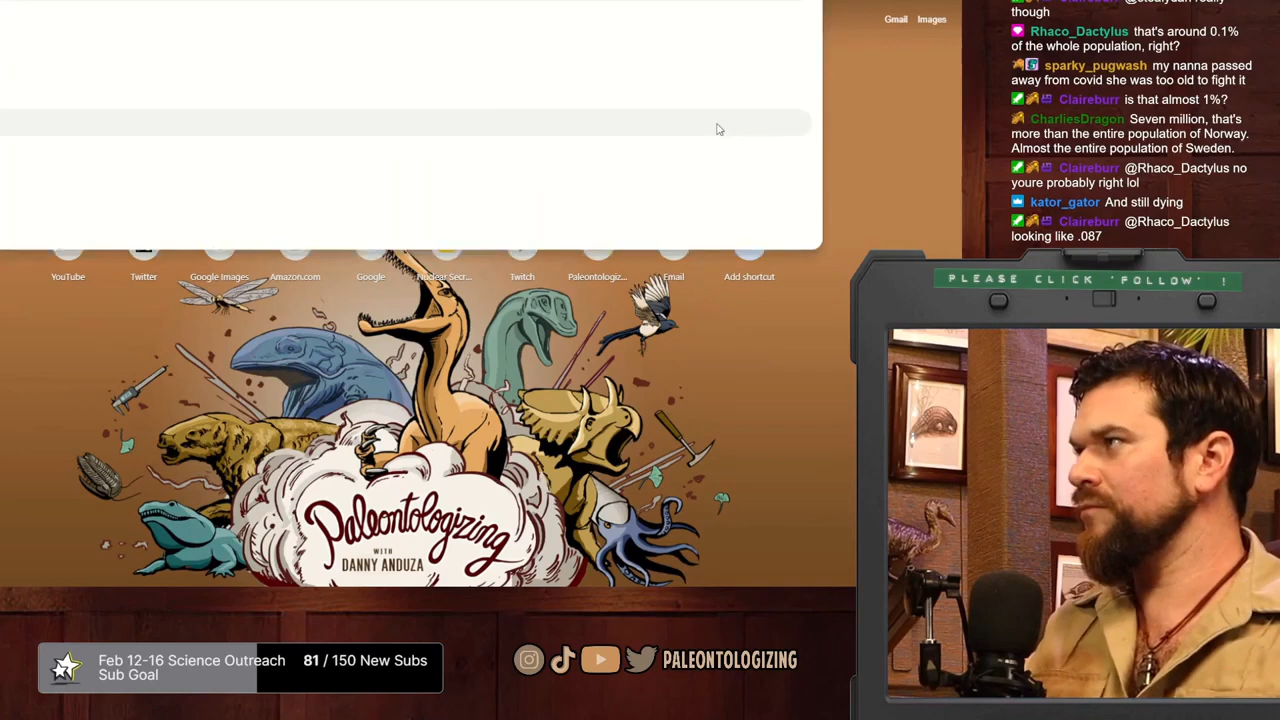 Gmail Images
though
Rhaco_Dactylus that's around 0.1%
of the whole population, right?
sparky_pugwash my nanna passed
away from covid she was too old to fight it
Claireburr is that almost 1%?
CharliesDragon Seven million, that's
more than the entire population of Norway.
Almost the entire population of Sweden.
Claireburr @Rhaco_Dactylus no
youre probably right lol
kator_gator And still dying
Claireburr @Rhaco_Dactylus
looking like .087
YouTube Twitter Google Images Amazon.com Google Nuclear Secr... Twitch Paleontologiz... Email Add shortcut
PLEASE CLICK 'FOLLOW' !
Paleontologizing
WITH
DANNY ANDUZA
Feb 12-16 Science Outreach 81 / 150 New Subs
Sub Goal
PALEONTOLOGIZING